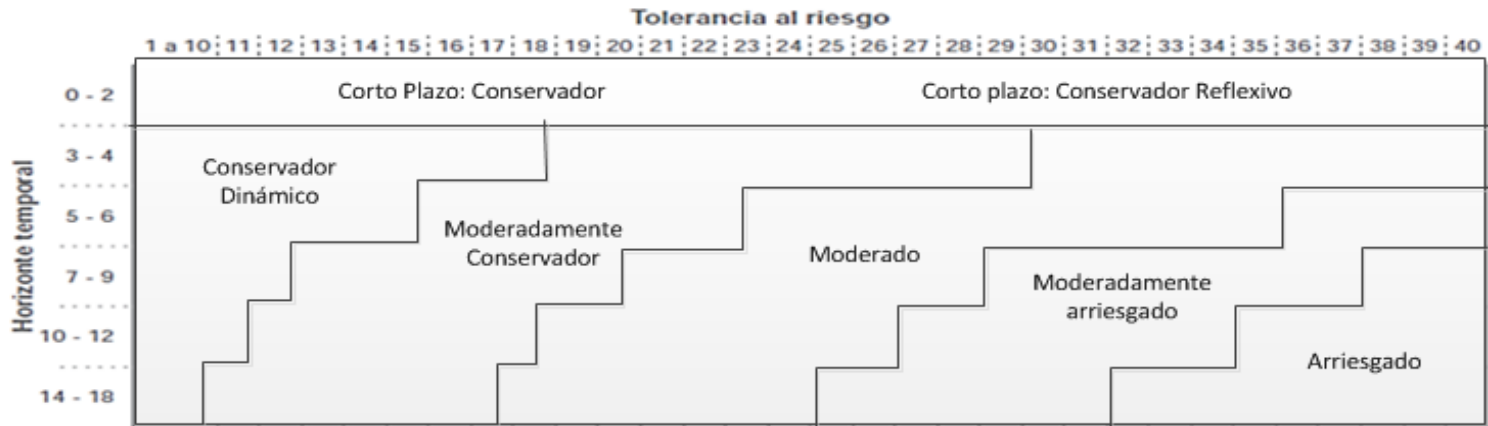 Tolerancia al riesgo
1 a 10 11 12 13 14 15 16 17 18 19 20 21 22 23 24 25 26 27 28 29 30 31 32 33 34 35 36 37 38 39 40
0 - 2
Corto Plazo: Conservador
Corto plazo: Conservador Reflexivo
Horizonte temporal
3 - 4
Conservador
Dinámico
5 - 6
Moderadamente
Conservador
Moderado
7 - 9
Moderadamente
arriesgado
10 - 12
Arriesgado
14 - 18